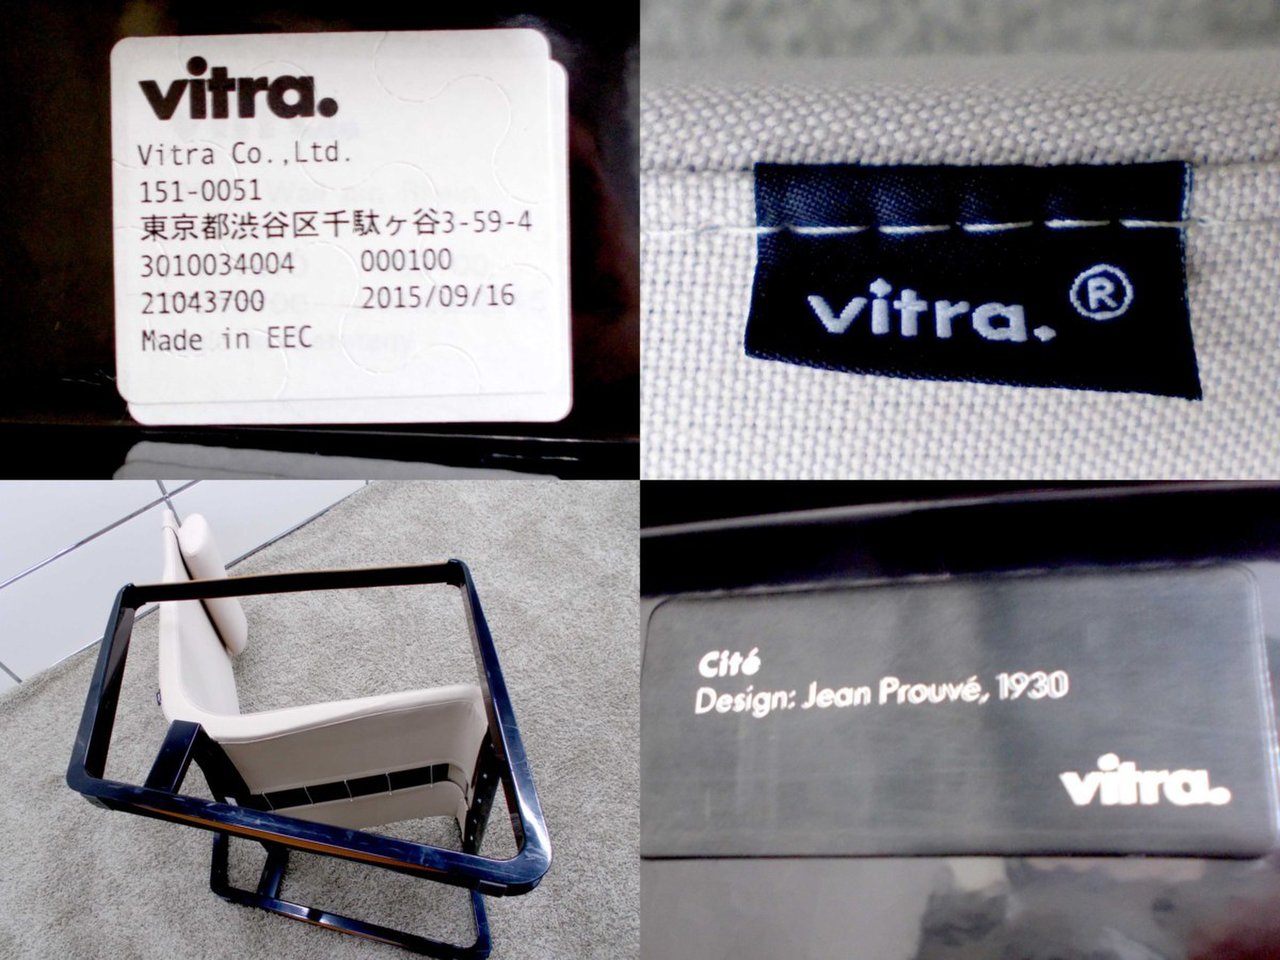 vitra.
Vitra Co.,Ltd.
151-0051
東京都渋谷区千駄ヶ谷3-59-4
3010034004 000100
21043700 2015/09/16
Made in EEC
vitra.®
Cité
Design: Jean Prouvé, 1930
vitra.